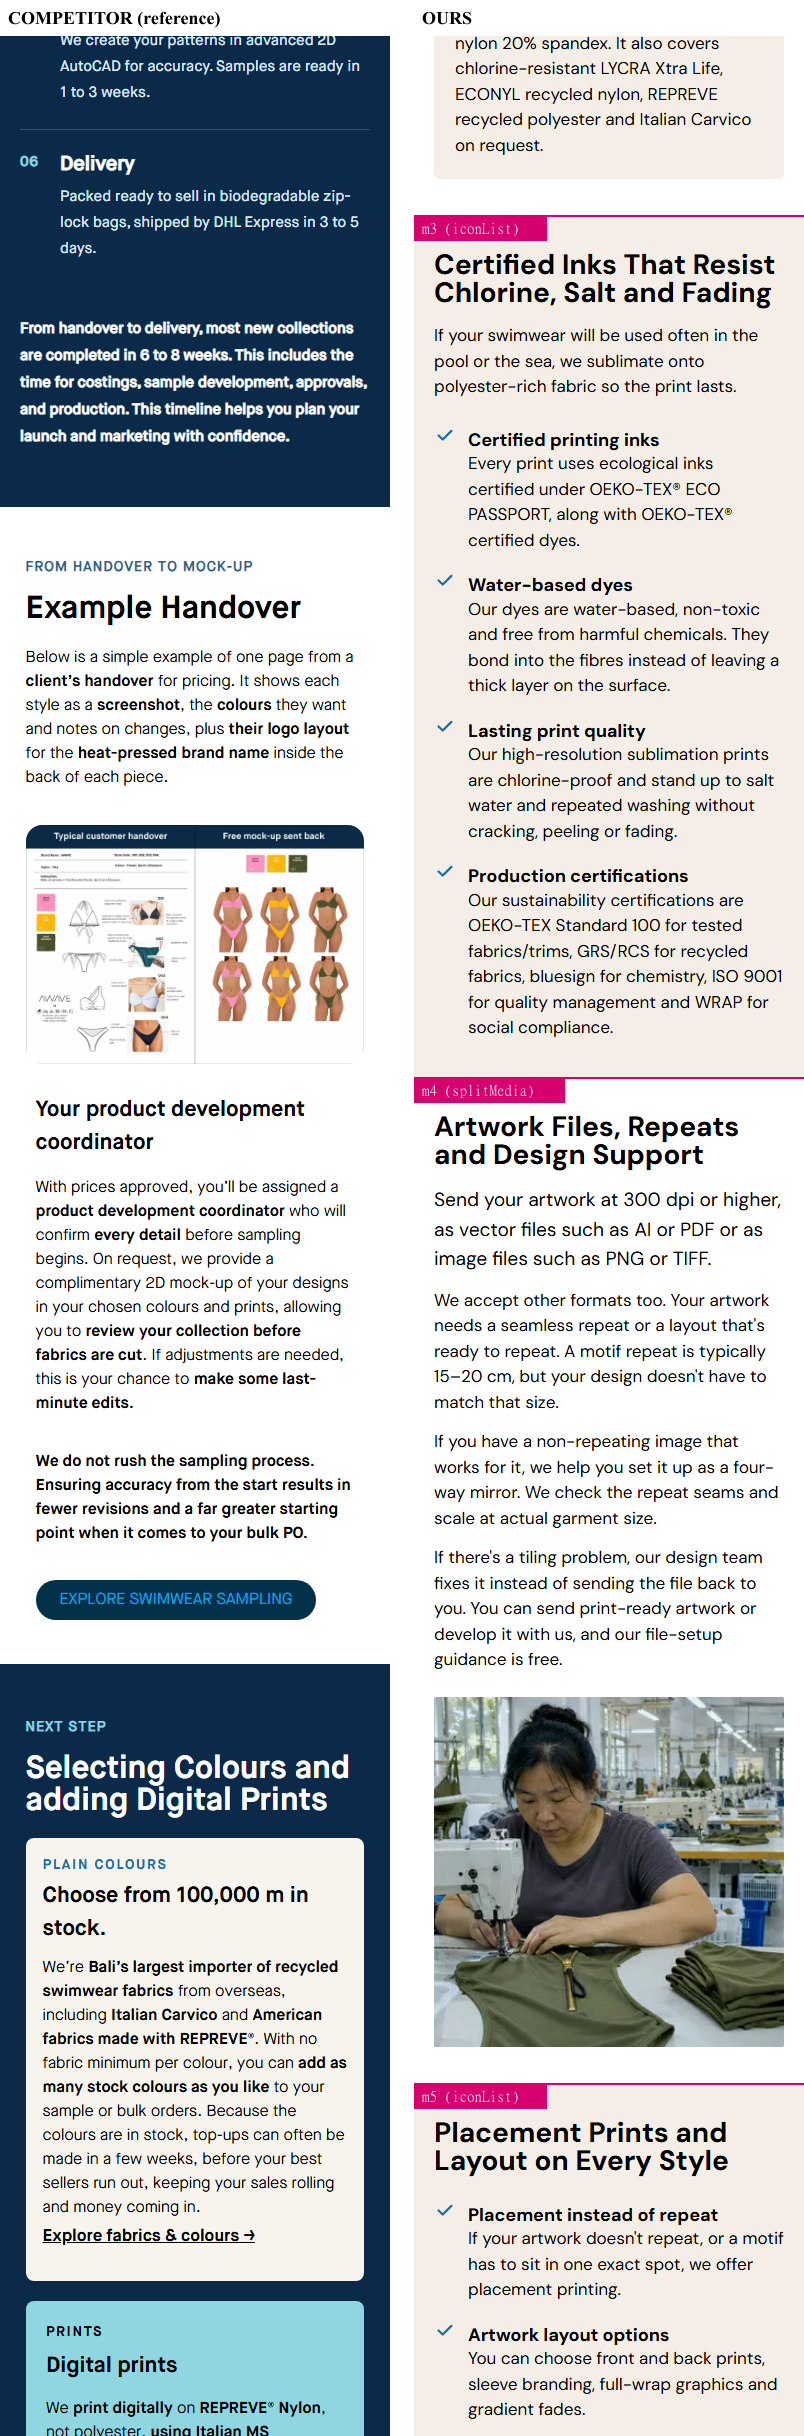 COMPETITOR (reference)
We create your patterns in advanced 2D
AutoCAD for accuracy. Samples are ready in
1 to 3 weeks.
06 Delivery
Packed ready to sell in biodegradable zip-
lock bags, shipped by DHL Express in 3 to 5
days.
From handover to delivery, most new collections
are completed in 6 to 8 weeks. This includes the
time for costings, sample development, approvals,
and production. This timeline helps you plan your
launch and marketing with confidence.
FROM HANDOVER TO MOCK-UP
Example Handover
Below is a simple example of one page from a
client's handover for pricing. It shows each
style as a screenshot, the colours they want
and notes on changes, plus their logo layout
for the heat-pressed brand name inside the
back of each piece.
Typical customer handover
Free mock-up sent back
AWAVE
Your product development
coordinator
With prices approved, you'll be assigned a
product development coordinator who will
confirm every detail before sampling
begins. On request, we provide a
complimentary 2D mock-up of your designs
in your chosen colours and prints, allowing
you to review your collection before
fabrics are cut. If adjustments are needed,
this is your chance to make some last-
minute edits.
We do not rush the sampling process.
Ensuring accuracy from the start results in
fewer revisions and a far greater starting
point when it comes to your bulk PO.
EXPLORE SWIMWEAR SAMPLING
NEXT STEP
Selecting Colours and
adding Digital Prints
PLAIN COLOURS
Choose from 100,000 m in
stock.
We're Bali's largest importer of recycled
swimwear fabrics from overseas,
including Italian Carvico and American
fabrics made with REPREVE®. With no
fabric minimum per colour, you can add as
many stock colours as you like to your
sample or bulk orders. Because the
colours are in stock, top-ups can often be
made in a few weeks, before your best
sellers run out, keeping your sales rolling
and money coming in.
Explore fabrics & colours →
PRINTS
Digital prints
We print digitally on REPREVE® Nylon,
not polyester, using Italian MS
OURS
nylon 20% spandex. It also covers
chlorine-resistant LYCRA Xtra Life,
ECONYL recycled nylon, REPREVE
recycled polyester and Italian Carvico
on request.
m3 (iconList)
Certified Inks That Resist
Chlorine, Salt and Fading
If your swimwear will be used often in the
pool or the sea, we sublimate onto
polyester-rich fabric so the print lasts.
Certified printing inks
Every print uses ecological inks
certified under OEKO-TEX® ECO
PASSPORT, along with OEKO-TEX®
certified dyes.
Water-based dyes
Our dyes are water-based, non-toxic
and free from harmful chemicals. They
bond into the fibres instead of leaving a
thick layer on the surface.
Lasting print quality
Our high-resolution sublimation prints
are chlorine-proof and stand up to salt
water and repeated washing without
cracking, peeling or fading.
Production certifications
Our sustainability certifications are
OEKO-TEX Standard 100 for tested
fabrics/trims, GRS/RCS for recycled
fabrics, bluesign for chemistry, ISO 9001
for quality management and WRAP for
social compliance.
m4 (splitMedia)
Artwork Files, Repeats
and Design Support
Send your artwork at 300 dpi or higher,
as vector files such as AI or PDF or as
image files such as PNG or TIFF.
We accept other formats too. Your artwork
needs a seamless repeat or a layout that's
ready to repeat. A motif repeat is typically
15–20 cm, but your design doesn't have to
match that size.
If you have a non-repeating image that
works for it, we help you set it up as a four-
way mirror. We check the repeat seams and
scale at actual garment size.
If there's a tiling problem, our design team
fixes it instead of sending the file back to
you. You can send print-ready artwork or
develop it with us, and our file-setup
guidance is free.
m5 (iconList)
Placement Prints and
Layout on Every Style
Placement instead of repeat
If your artwork doesn't repeat, or a motif
has to sit in one exact spot, we offer
placement printing.
Artwork layout options
You can choose front and back prints,
sleeve branding, full-wrap graphics and
gradient fades.